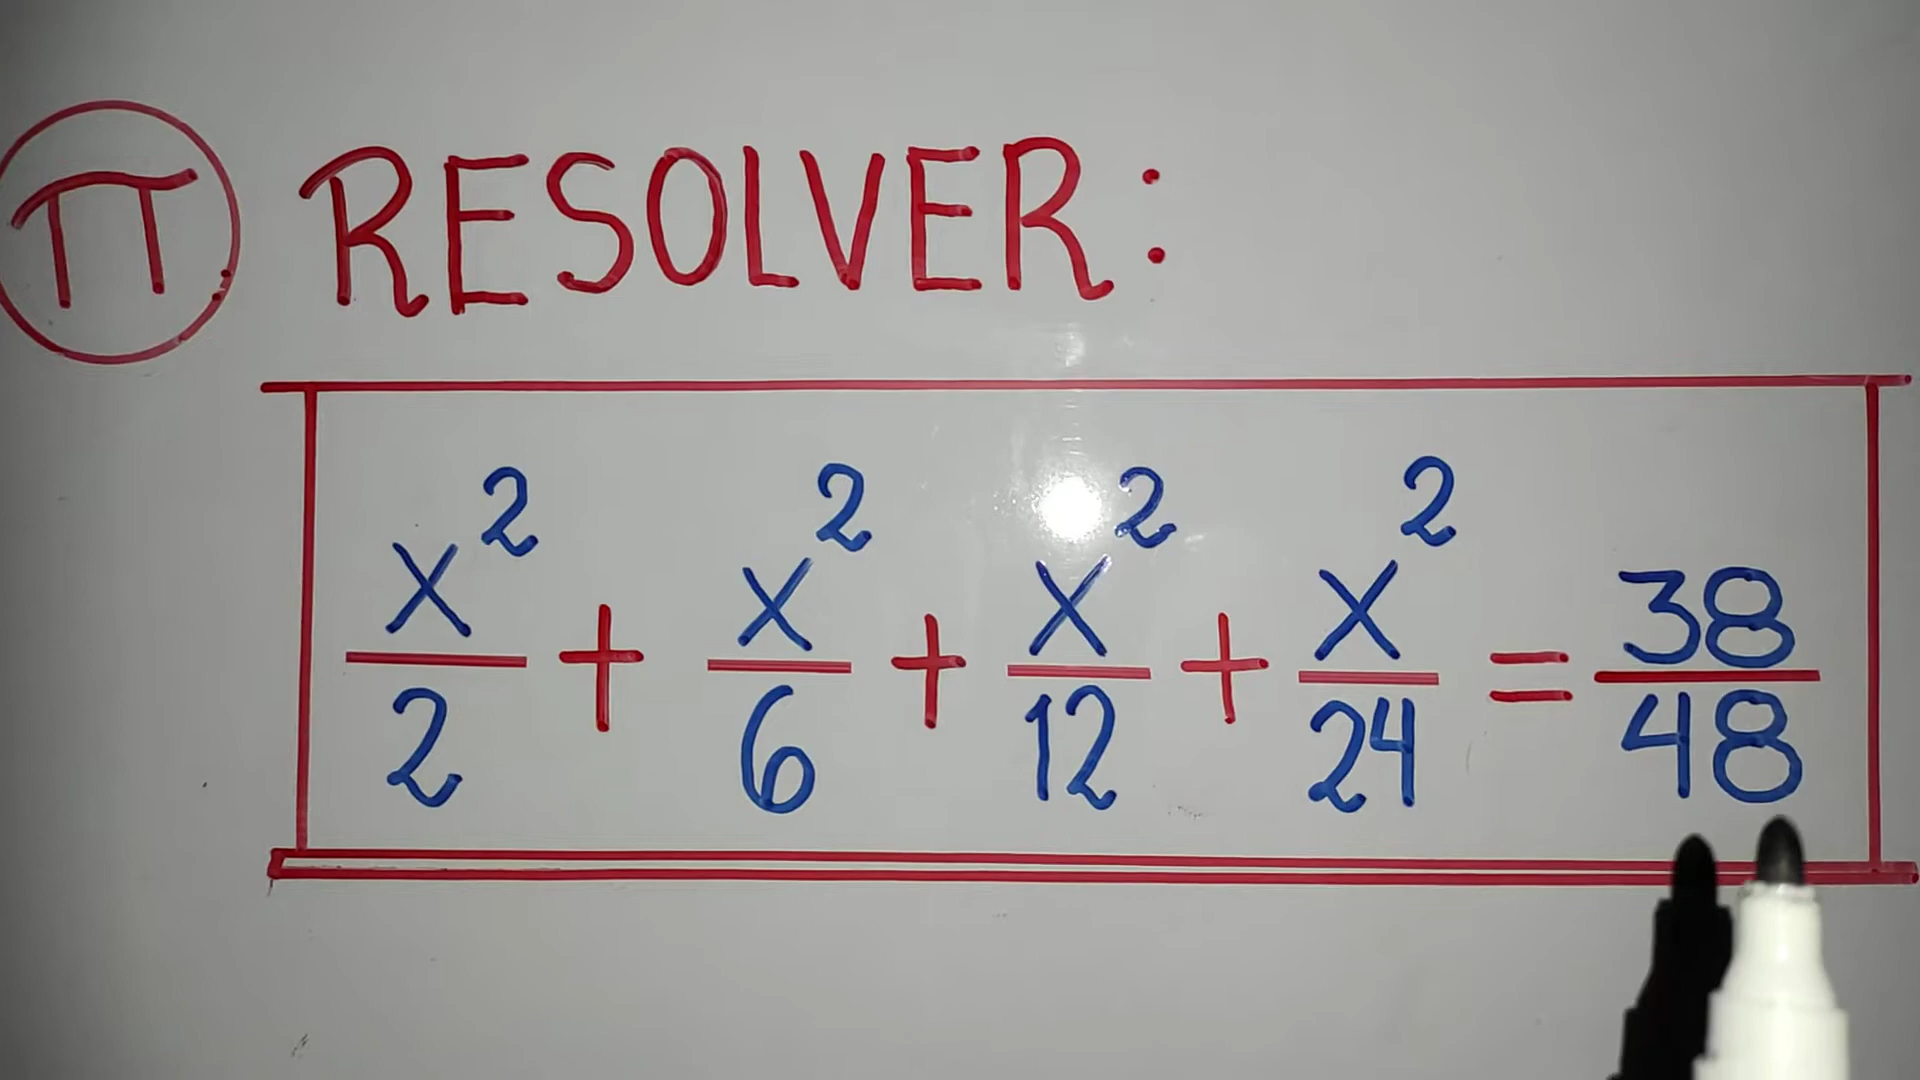 π RESOLVER:
x²/2 + x²/6 + x²/12 + x²/24 = 38/48